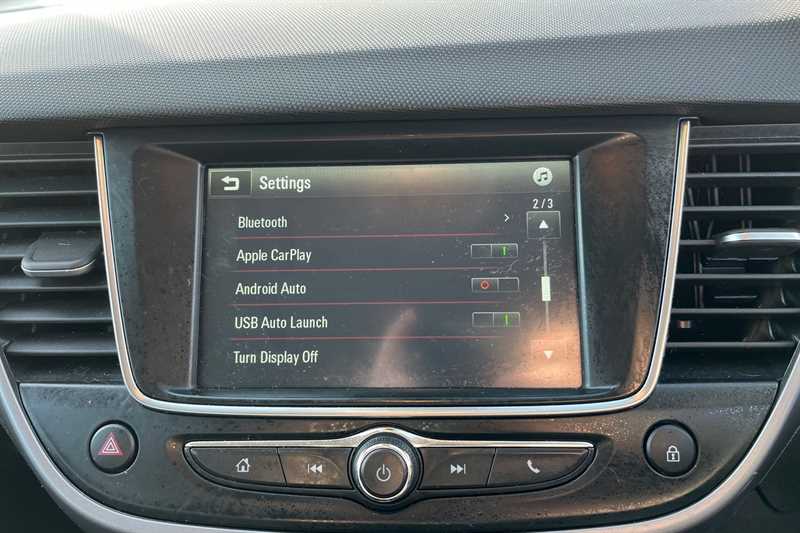 Settings
2/3
Bluetooth
Apple CarPlay
Android Auto
USB Auto Launch
Turn Display Off